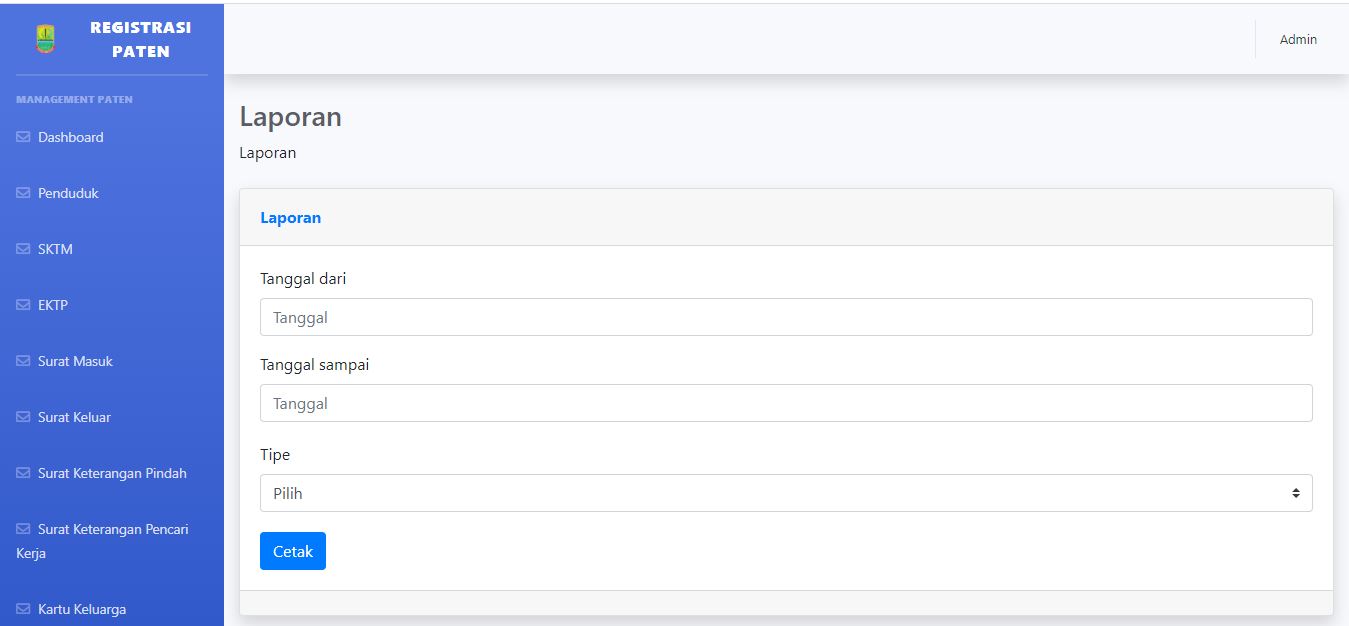 REGISTRASI
PATEN
Admin
MANAGEMENT PATEN
Dashboard
Penduduk
SKTM
EKTP
Surat Masuk
Surat Keluar
Surat Keterangan Pindah
Surat Keterangan Pencari
Kerja
Kartu Keluarga
Laporan
Laporan
Laporan
Tanggal dari
Tanggal
Tanggal sampai
Tanggal
Tipe
Pilih
Cetak